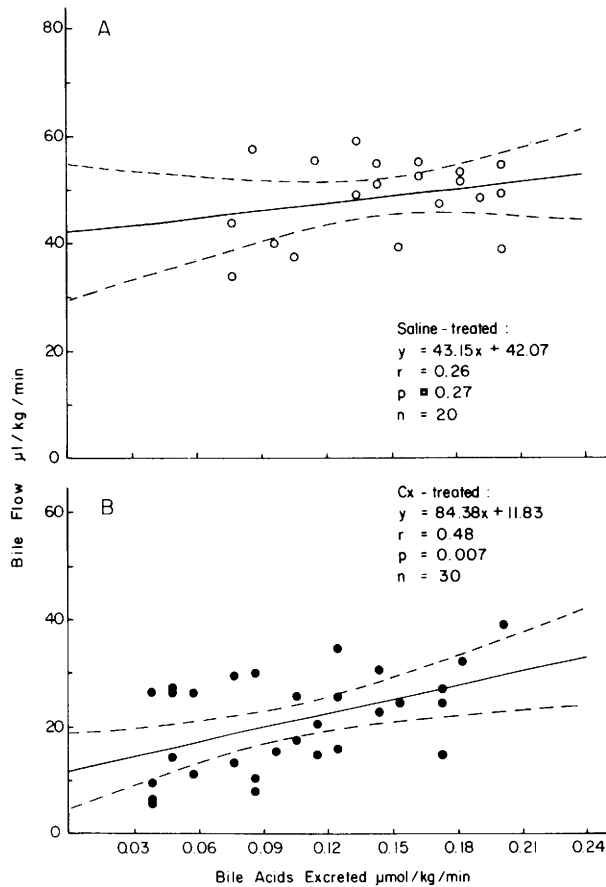 A
80
60
40
20
0
Saline-treated :
y = 43.15x + 42.07
r = 0.26
p = 0.27
n = 20
Bile Flow µl/kg/min
B
60
40
20
0
Cx-treated :
y = 84.38x + 11.83
r = 0.48
p = 0.007
n = 30
0.03 0.06 0.09 0.12 0.15 0.18 0.21 0.24
Bile Acids Excreted µmol/kg/min